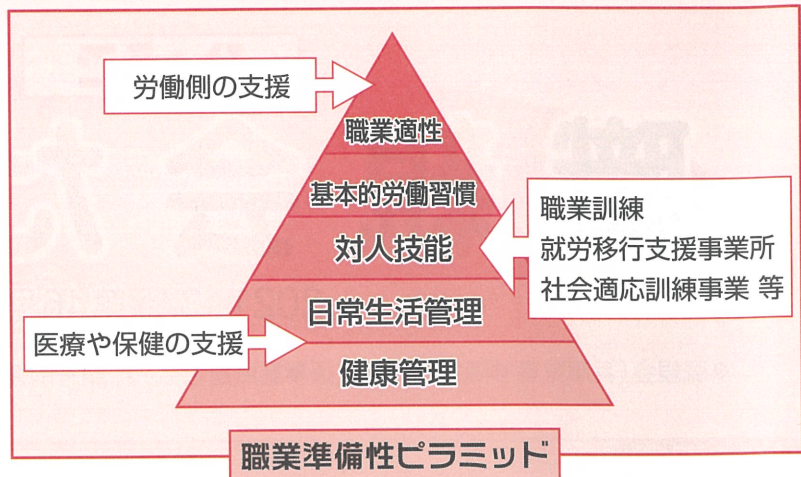 労働側の支援
職業適性
基本的労働習慣
対人技能
職業訓練
就労移行支援事業所
社会適応訓練事業 等
日常生活管理
医療や保健の支援
健康管理
職業準備性ピラミッド